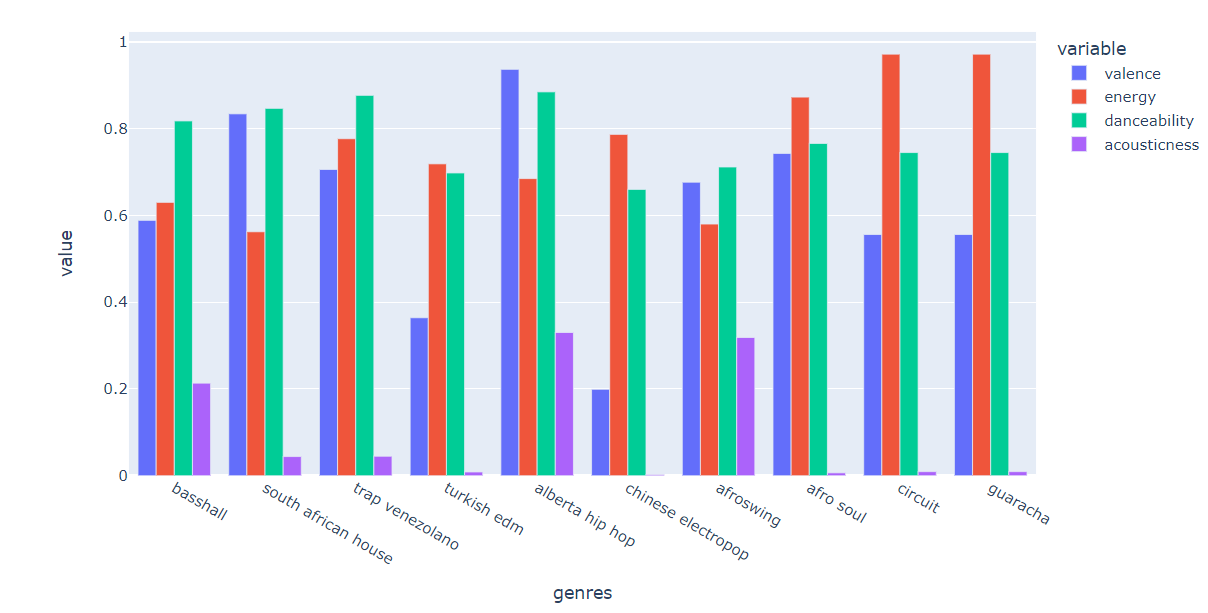 variable
valence
energy
danceability
acousticness
1
0.8
0.6
0.4
0.2
0
value
basshall
south african house
trap venezolano
turkish edm
alberta hip hop
chinese electropop
afroswing
afro soul
circuit
guaracha
genres